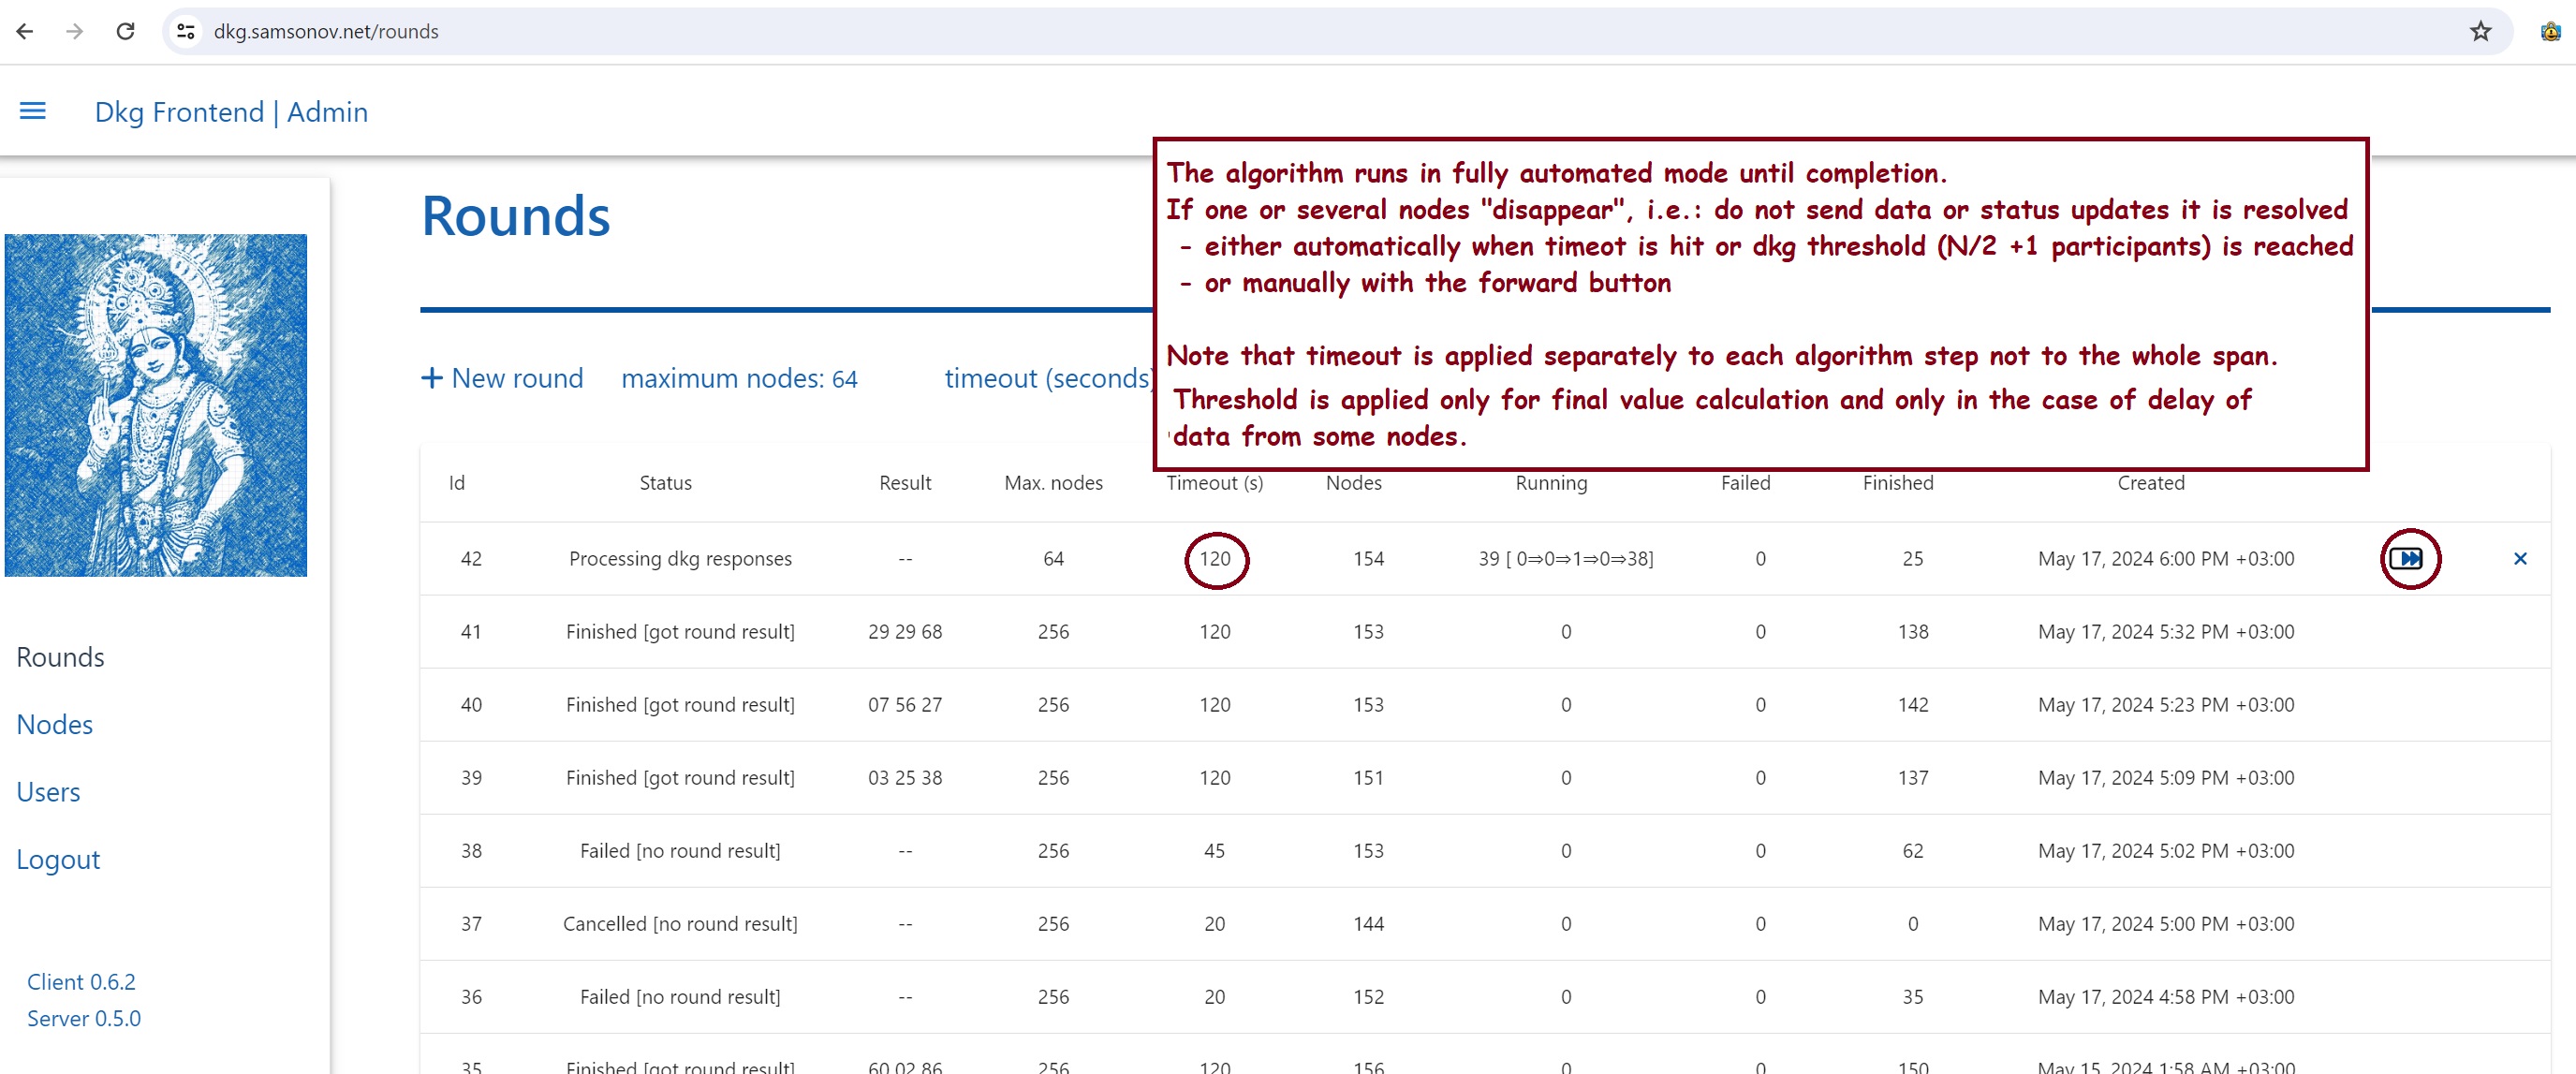 dkg.samsonov.net/rounds
Dkg Frontend | Admin
The algorithm runs in fully automated mode until completion.
If one or several nodes "disappear", i.e.: do not send data or status updates it is resolved
- either automatically when timeot is hit or dkg threshold (N/2 +1 participants) is reached
- or manually with the forward button
Note that timeout is applied separately to each algorithm step not to the whole span.
Threshold is applied only for final value calculation and only in the case of delay of
data from some nodes.
Rounds
+ New round maximum nodes: 64 timeout (seconds)
Id Status Result Max. nodes Timeout (s) Nodes Running Failed Finished Created
42 Processing dkg responses -- 64 120 154 39 [ 0⇒0⇒1⇒0⇒38] 0 25 May 17, 2024 6:00 PM +03:00
41 Finished [got round result] 29 29 68 256 120 153 0 0 138 May 17, 2024 5:32 PM +03:00
40 Finished [got round result] 07 56 27 256 120 153 0 0 142 May 17, 2024 5:23 PM +03:00
39 Finished [got round result] 03 25 38 256 120 151 0 0 137 May 17, 2024 5:09 PM +03:00
38 Failed [no round result] -- 256 45 153 0 0 62 May 17, 2024 5:02 PM +03:00
37 Cancelled [no round result] -- 256 20 144 0 0 0 May 17, 2024 5:00 PM +03:00
36 Failed [no round result] -- 256 20 152 0 0 35 May 17, 2024 4:58 PM +03:00
35 Finished [got round result] 60 02 86 256 120 156 0 0 150 May 15, 2024 1:58 AM +03:00
Rounds
Nodes
Users
Logout
Client 0.6.2
Server 0.5.0